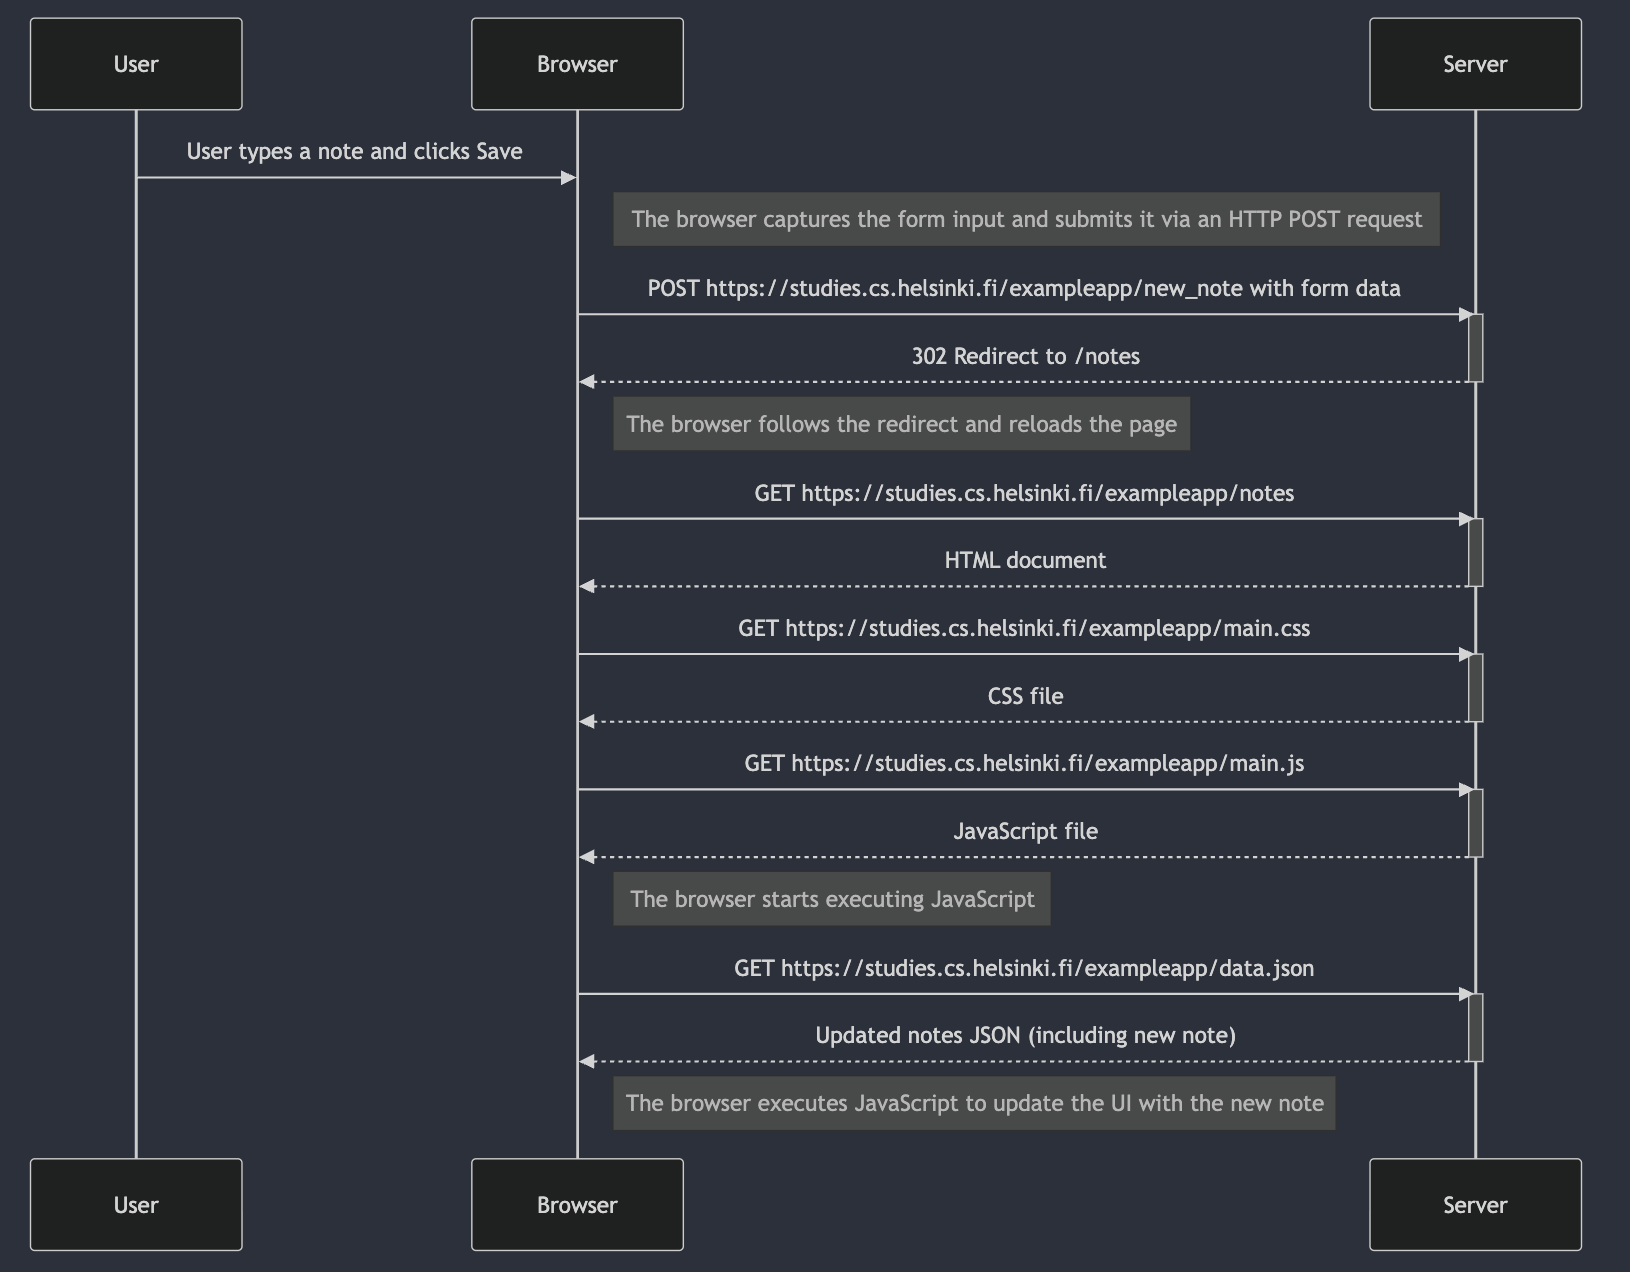 User
Browser
Server
User types a note and clicks Save
The browser captures the form input and submits it via an HTTP POST request
POST https://studies.cs.helsinki.fi/exampleapp/new_note with form data
302 Redirect to /notes
The browser follows the redirect and reloads the page
GET https://studies.cs.helsinki.fi/exampleapp/notes
HTML document
GET https://studies.cs.helsinki.fi/exampleapp/main.css
CSS file
GET https://studies.cs.helsinki.fi/exampleapp/main.js
JavaScript file
The browser starts executing JavaScript
GET https://studies.cs.helsinki.fi/exampleapp/data.json
Updated notes JSON (including new note)
The browser executes JavaScript to update the UI with the new note
User
Browser
Server